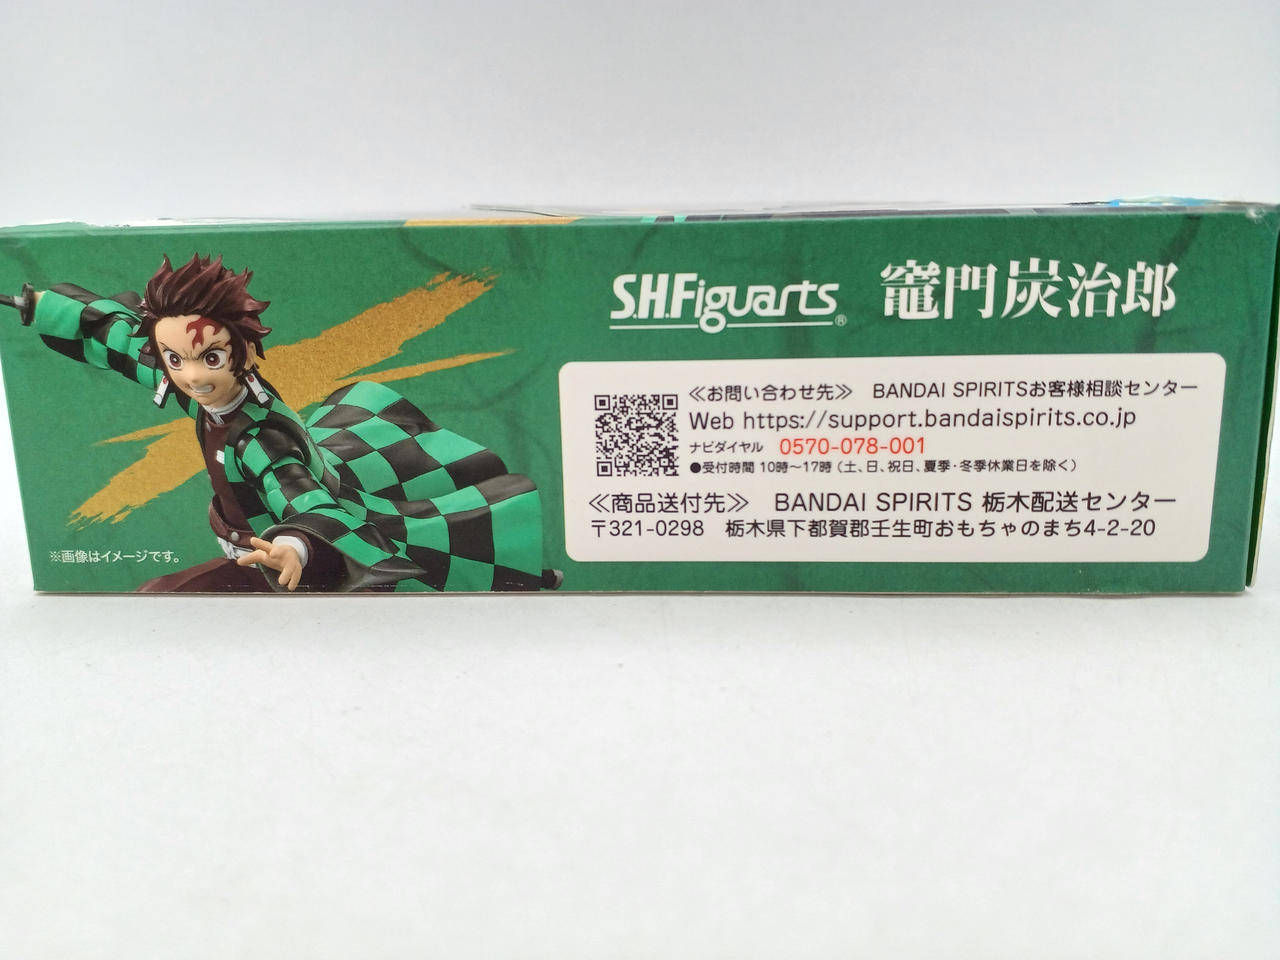 S.H.Figuarts® 竈門炭治郎
≪お問い合わせ先≫ BANDAI SPIRITSお客様相談センター
Web https://support.bandaispirits.co.jp
ナビダイヤル 0570-078-001
●受付時間 10時～17時（土、日、祝日、夏季・冬季休業日を除く）
≪商品送付先≫ BANDAI SPIRITS 栃木配送センター
〒321-0298 栃木県下都賀郡壬生町おもちゃのまち4-2-20
※画像はイメージです。